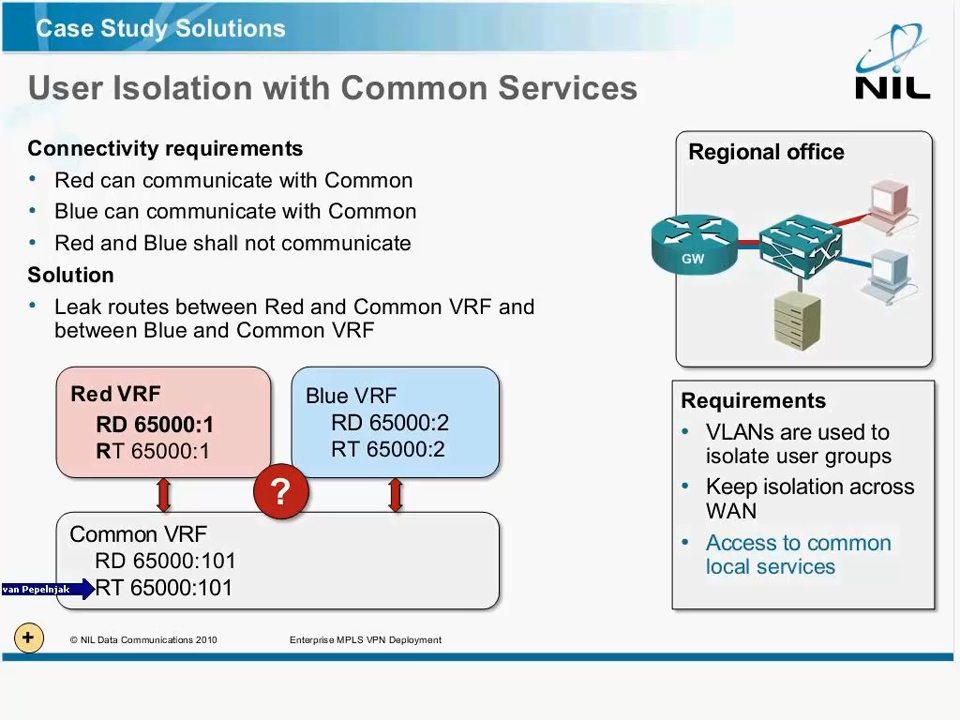 Case Study Solutions
NIL
User Isolation with Common Services
Connectivity requirements
• Red can communicate with Common
• Blue can communicate with Common
• Red and Blue shall not communicate
Solution
• Leak routes between Red and Common VRF and
between Blue and Common VRF
Regional office
GW
Red VRF
RD 65000:1
RT 65000:1
Blue VRF
RD 65000:2
RT 65000:2
?
Common VRF
RD 65000:101
RT 65000:101
van Pepelnjak
Requirements
• VLANs are used to
isolate user groups
• Keep isolation across
WAN
• Access to common
local services
+
© NIL Data Communications 2010
Enterprise MPLS VPN Deployment